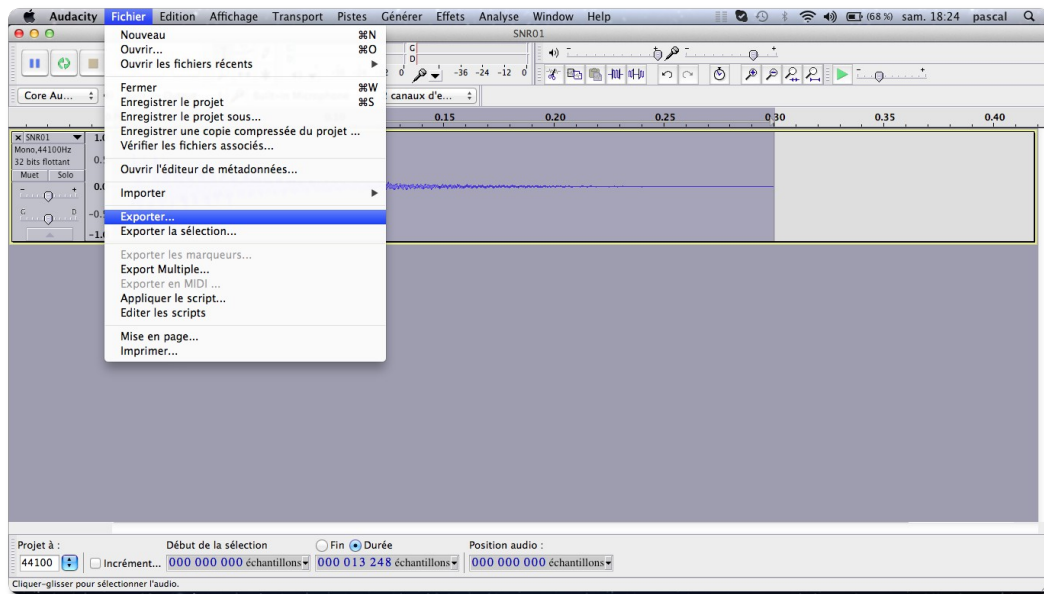 Audacity Fichier Edition Affichage Transport Pistes Générer Effets Analyse Window Help (68 %) sam. 18:24 pascal
SNR01
Nouveau ⌘N
Ouvrir... ⌘O
Ouvrir les fichiers récents
Fermer ⌘W
Enregistrer le projet ⌘S
Enregistrer le projet sous...
Enregistrer une copie compressée du projet ...
Vérifier les fichiers associés...
Ouvrir l'éditeur de métadonnées...
Importer
Exporter...
Exporter la sélection...
Exporter les marqueurs...
Export Multiple...
Exporter en MIDI ...
Appliquer le script...
Editer les scripts
Mise en page...
Imprimer...
G
D
0 -36 -24 -12 0
Core Au... canaux d'e...
0.15 0.20 0.25 0.30 0.35 0.40
SNR01
Mono,44100Hz
32 bits flottant
Muet Solo
- +
G D
Projet à : Début de la sélection Fin Durée Position audio :
44100 Incrément... 000 000 000 échantillons 000 013 248 échantillons 000 000 000 échantillons
Cliquer-glisser pour sélectionner l'audio.